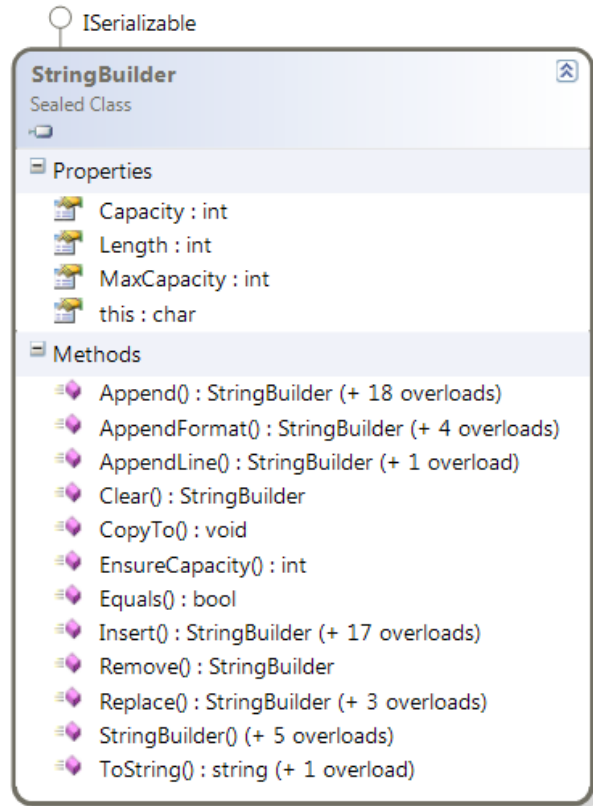 ISerializable
StringBuilder
Sealed Class
Properties
Capacity : int
Length : int
MaxCapacity : int
this : char
Methods
Append() : StringBuilder (+ 18 overloads)
AppendFormat() : StringBuilder (+ 4 overloads)
AppendLine() : StringBuilder (+ 1 overload)
Clear() : StringBuilder
CopyTo() : void
EnsureCapacity() : int
Equals() : bool
Insert() : StringBuilder (+ 17 overloads)
Remove() : StringBuilder
Replace() : StringBuilder (+ 3 overloads)
StringBuilder() (+ 5 overloads)
ToString() : string (+ 1 overload)